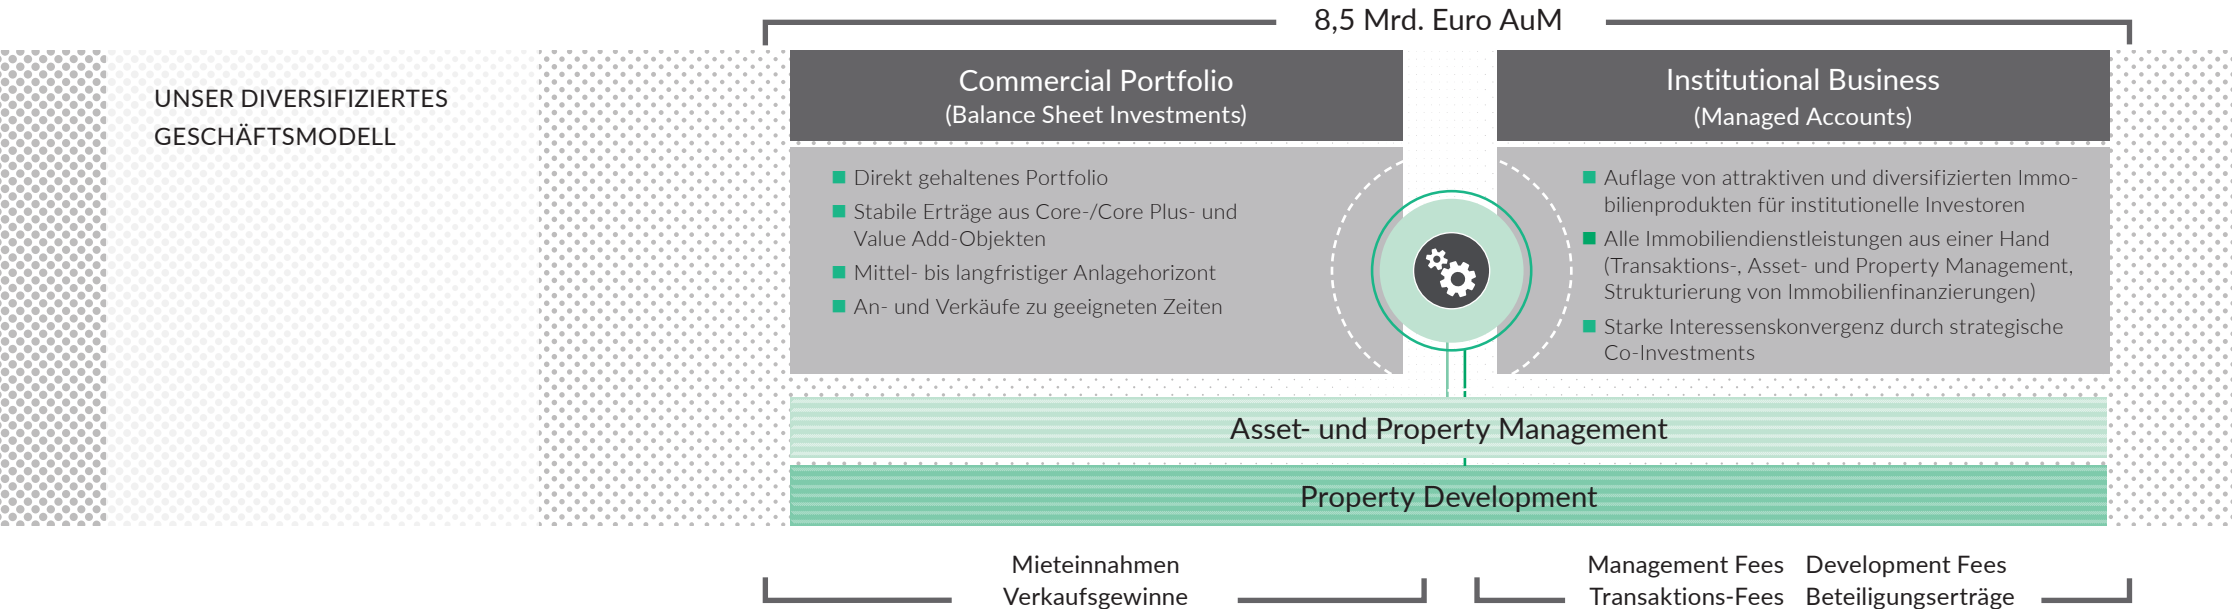 8,5 Mrd. Euro AuM
UNSER DIVERSIFIZIERTES
GESCHÄFTSMODELL
Commercial Portfolio
(Balance Sheet Investments)
Direkt gehaltenes Portfolio
Stabile Erträge aus Core-/Core Plus- und
Value Add-Objekten
Mittel- bis langfristiger Anlagehorizont
An- und Verkäufe zu geeigneten Zeiten
Institutional Business
(Managed Accounts)
Auflage von attraktiven und diversifizierten Immo-
bilienprodukten für institutionelle Investoren
Alle Immobiliendienstleistungen aus einer Hand
(Transaktions-, Asset- und Property Management,
Strukturierung von Immobilienfinanzierungen)
Starke Interessenskonvergenz durch strategische
Co-Investments
Asset- und Property Management
Property Development
Mieteinnahmen
Verkaufsgewinne
Management Fees Development Fees
Transaktions-Fees Beteiligungserträge